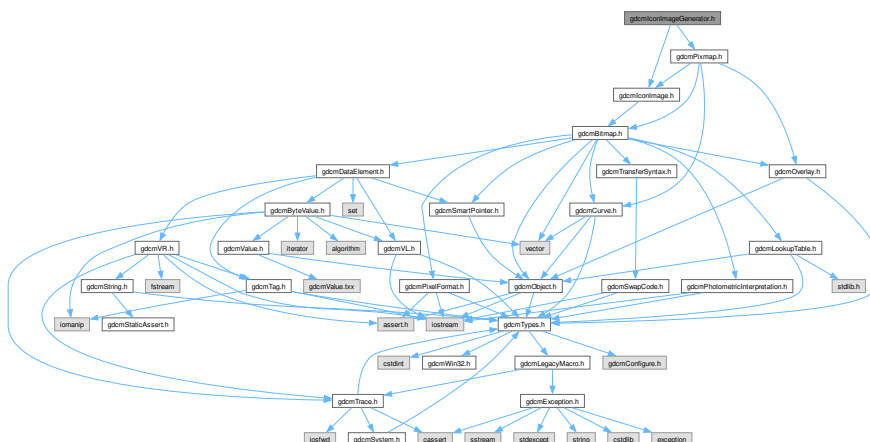 gdcmIconImageGenerator.h
gdcmPixmap.h
gdcmIconImage.h
gdcmBitmap.h
gdcmDataElement.h
gdcmTransferSyntax.h
gdcmOverlay.h
gdcmByteValue.h
set
gdcmSmartPointer.h
gdcmCurve.h
gdcmVR.h
gdcmValue.h
iterator
algorithm
gdcmVL.h
vector
gdcmLookupTable.h
gdcmString.h
fstream
gdcmTag.h
gdcmValue.txx
gdcmPixelFormat.h
gdcmObject.h
gdcmSwapCode.h
gdcmPhotometricInterpretation.h
stdlib.h
iomanip
gdcmStaticAssert.h
assert.h
iostream
gdcmTypes.h
cstdint
gdcmWin32.h
gdcmLegacyMacro.h
gdcmConfigure.h
gdcmTrace.h
gdcmException.h
iosfwd
gdcmSystem.h
cassert
sstream
stdexcept
string
cstdlib
exception